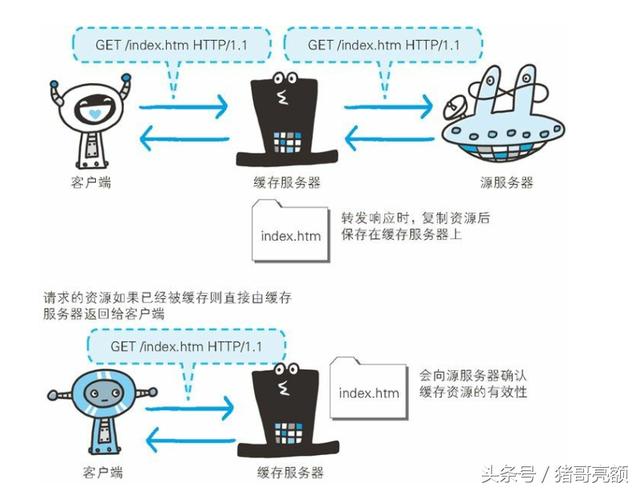 GET /index.htm HTTP/1.1
GET /index.htm HTTP/1.1
客户端
缓存服务器
源服务器
index.htm
转发响应时，复制资源后
保存在缓存服务器上
请求的资源如果已经被缓存则直接由缓存
服务器返回给客户端
GET /index.htm HTTP/1.1
index.htm
会向源服务器确认
缓存资源的有效性
客户端
缓存服务器
头条号／猪哥亮额